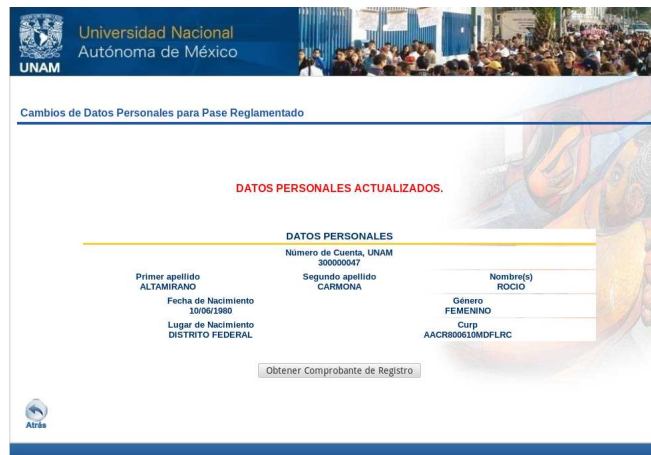 Universidad Nacional
Autónoma de México
UNAM
Cambios de Datos Personales para Pase Reglamentado
DATOS PERSONALES ACTUALIZADOS.
DATOS PERSONALES
Número de Cuenta, UNAM
300000047
Primer apellido Segundo apellido Nombre(s)
ALTAMIRANO CARMONA ROCIO
Fecha de Nacimiento Género
10/06/1980 FEMENINO
Lugar de Nacimiento Curp
DISTRITO FEDERAL AACR800610MDFLRC
Obtener Comprobante de Registro
Atrás